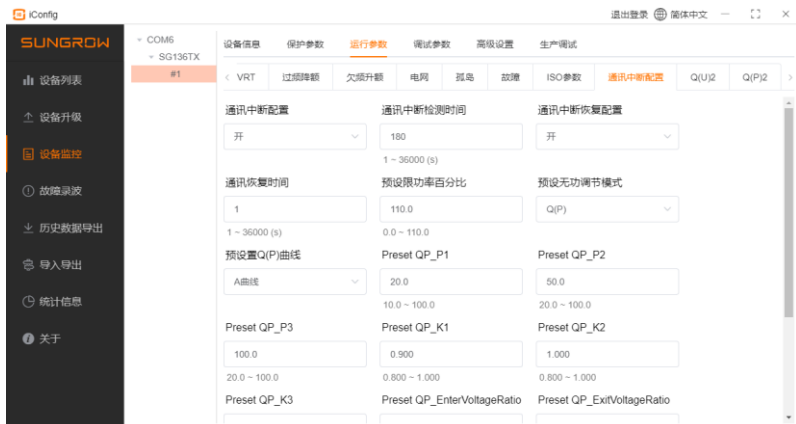 iConfig
退出登录 简体中文
SUNGROW
设备列表
设备升级
设备监控
故障录波
历史数据导出
导入导出
统计信息
关于
COM6
SG136TX
#1
设备信息 保护参数 运行参数 调试参数 高级设置 生产调试
VRT 过频降额 欠频升额 电网 孤岛 故障 ISO参数 通讯中断配置 Q(U)2 Q(P)2
通讯中断配置 通讯中断检测时间 通讯中断恢复配置
开 180 开
1 ~ 36000 (s)
通讯恢复时间 预设限功率百分比 预设无功调节模式
1 110.0 Q(P)
1 ~ 36000 (s) 0.0 ~ 110.0
预设置Q(P)曲线 Preset QP_P1 Preset QP_P2
A曲线 20.0 50.0
10.0 ~ 100.0 20.0 ~ 100.0
Preset QP_P3 Preset QP_K1 Preset QP_K2
100.0 0.900 1.000
20.0 ~ 100.0 0.800 ~ 1.000 0.800 ~ 1.000
Preset QP_K3 Preset QP_EnterVoltageRatio Preset QP_ExitVoltageRatio